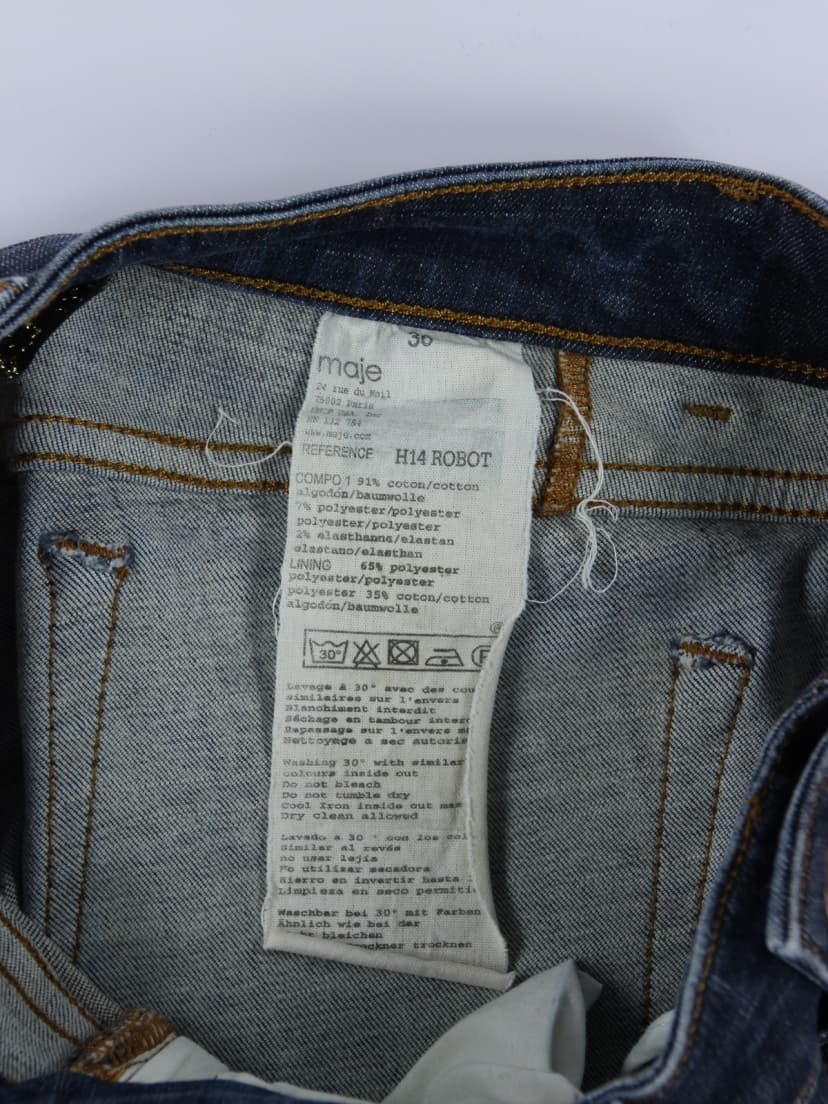 36
maje
24 rue du Mail
75002 Paris
www.maje.com
REFERENCE H14 ROBOT
COMPO 1 91% coton/cotton
algodón/baumwolle
7% polyester/polyester
polyester/polyester
2% elasthanne/elastan
elastano/elasthan
LINING 65% polyester
polyester/polyester
polyester 35% coton/cotton
algodón/baumwolle
30°
Lavage à 30° avec des cou
similaires sur l'envers
Blanchiment interdit
Séchage en tambour interd
Repassage sur l'envers
Nettoyage a sec autoris
Washing 30° with similar
colours inside out
Do not bleach
Do not tumble dry
Cool Iron inside out max
Dry clean allowed
Lavado a 30 ° con los col
Similar al revés
no usar lejía
No utilizar secadora
Hierro en invertir hasta
Limpieza en seco permiti
Waschbar bei 30° mit Farben
Ähnlich wie bei der
bleichen
ockner trocknen